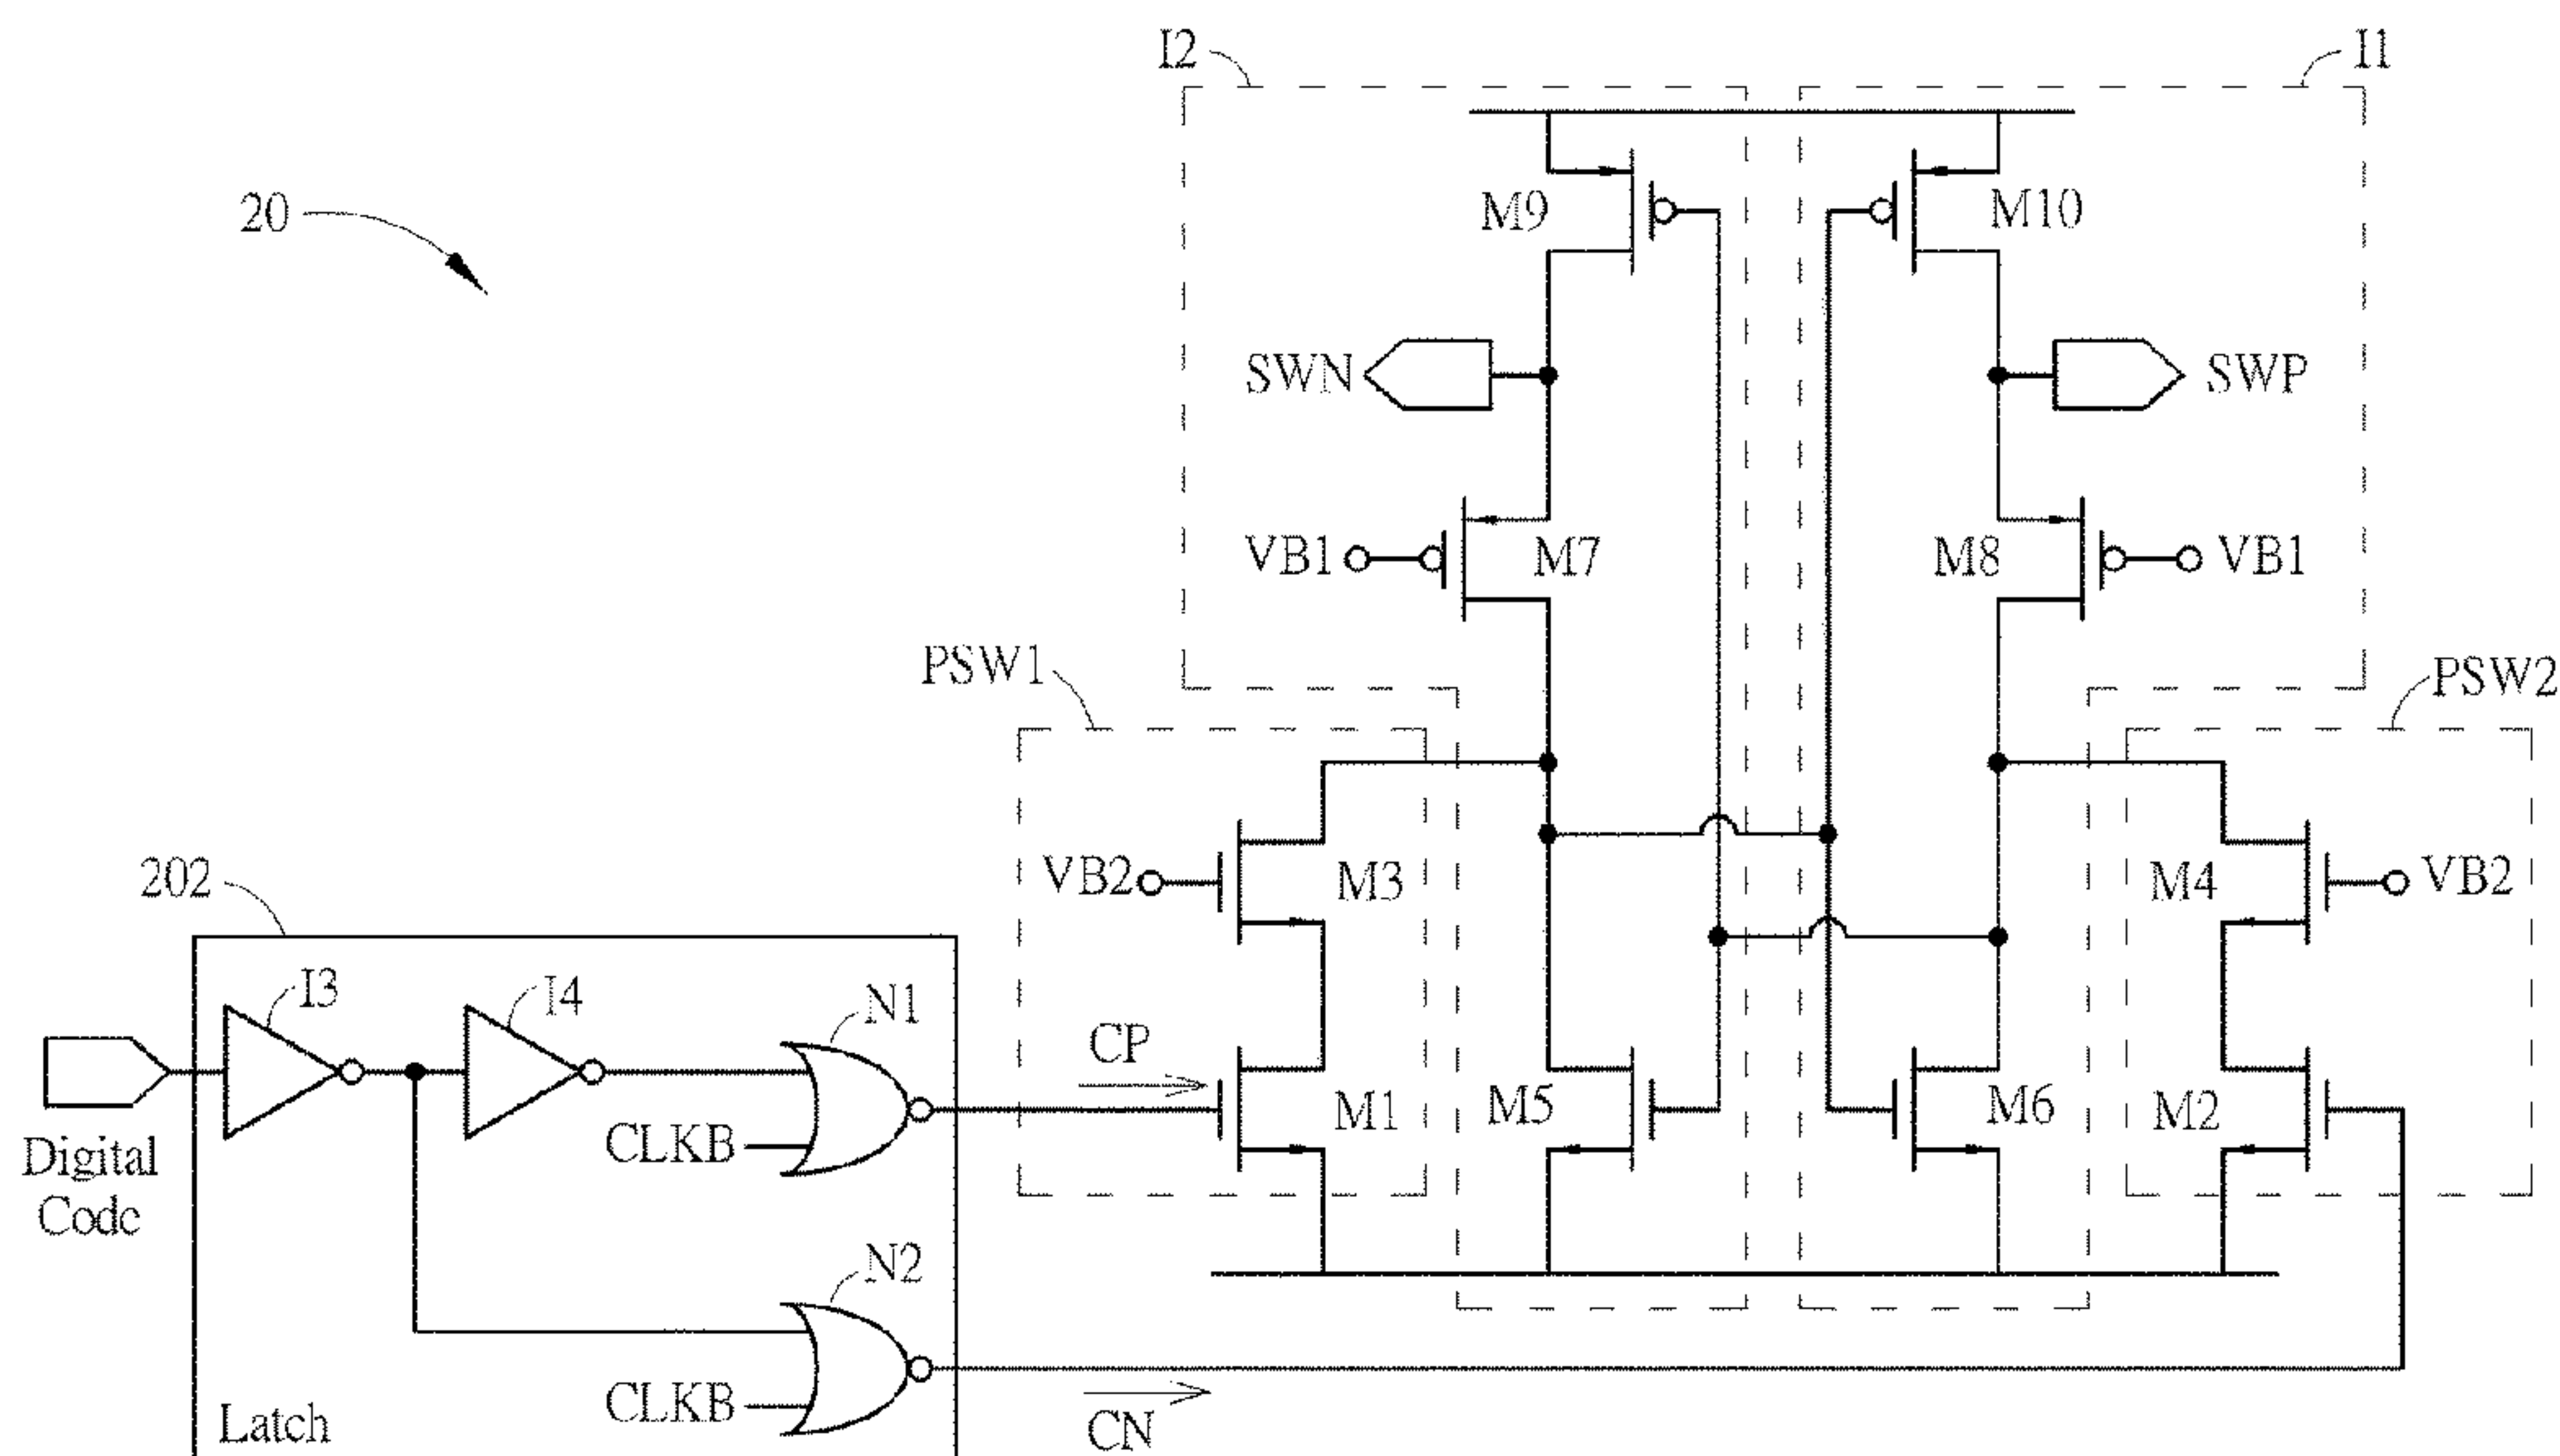 I2
I1
20
M9
M10
SWN
SWP
VB1
M7
M8
VB1
PSW1
PSW2
VB2
M3
M4
VB2
202
I3
I4
N1
CP
M1
M5
M6
M2
CLKB
Digital
Code
N2
CLKB
Latch
CN